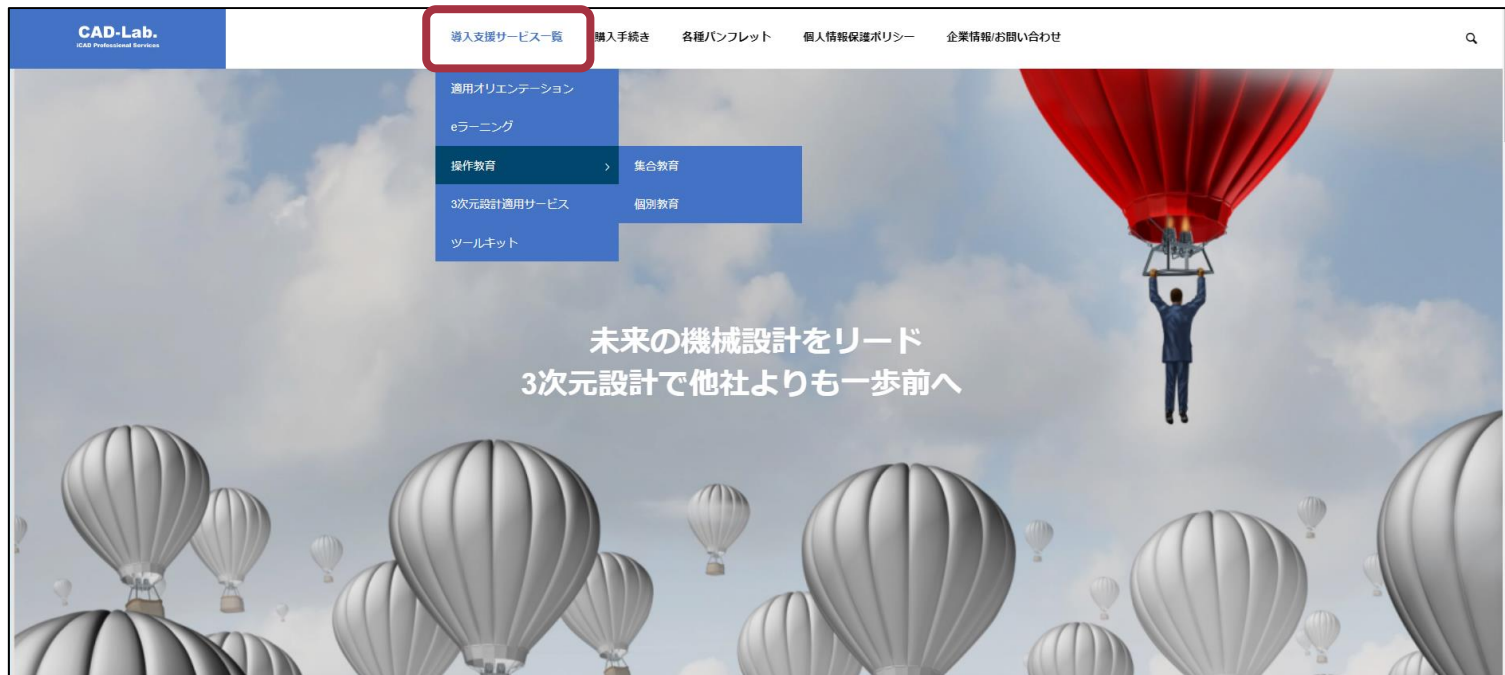 CAD-Lab.
iCAD Professional Services
導入支援サービス一覧
購入手続き
各種パンフレット
個人情報保護ポリシー
企業情報/お問い合わせ
適用オリエンテーション
eラーニング
操作教育 >
集合教育
3次元設計適用サービス
個別教育
ツールキット
未来の機械設計をリード
3次元設計で他社よりも一歩前へ